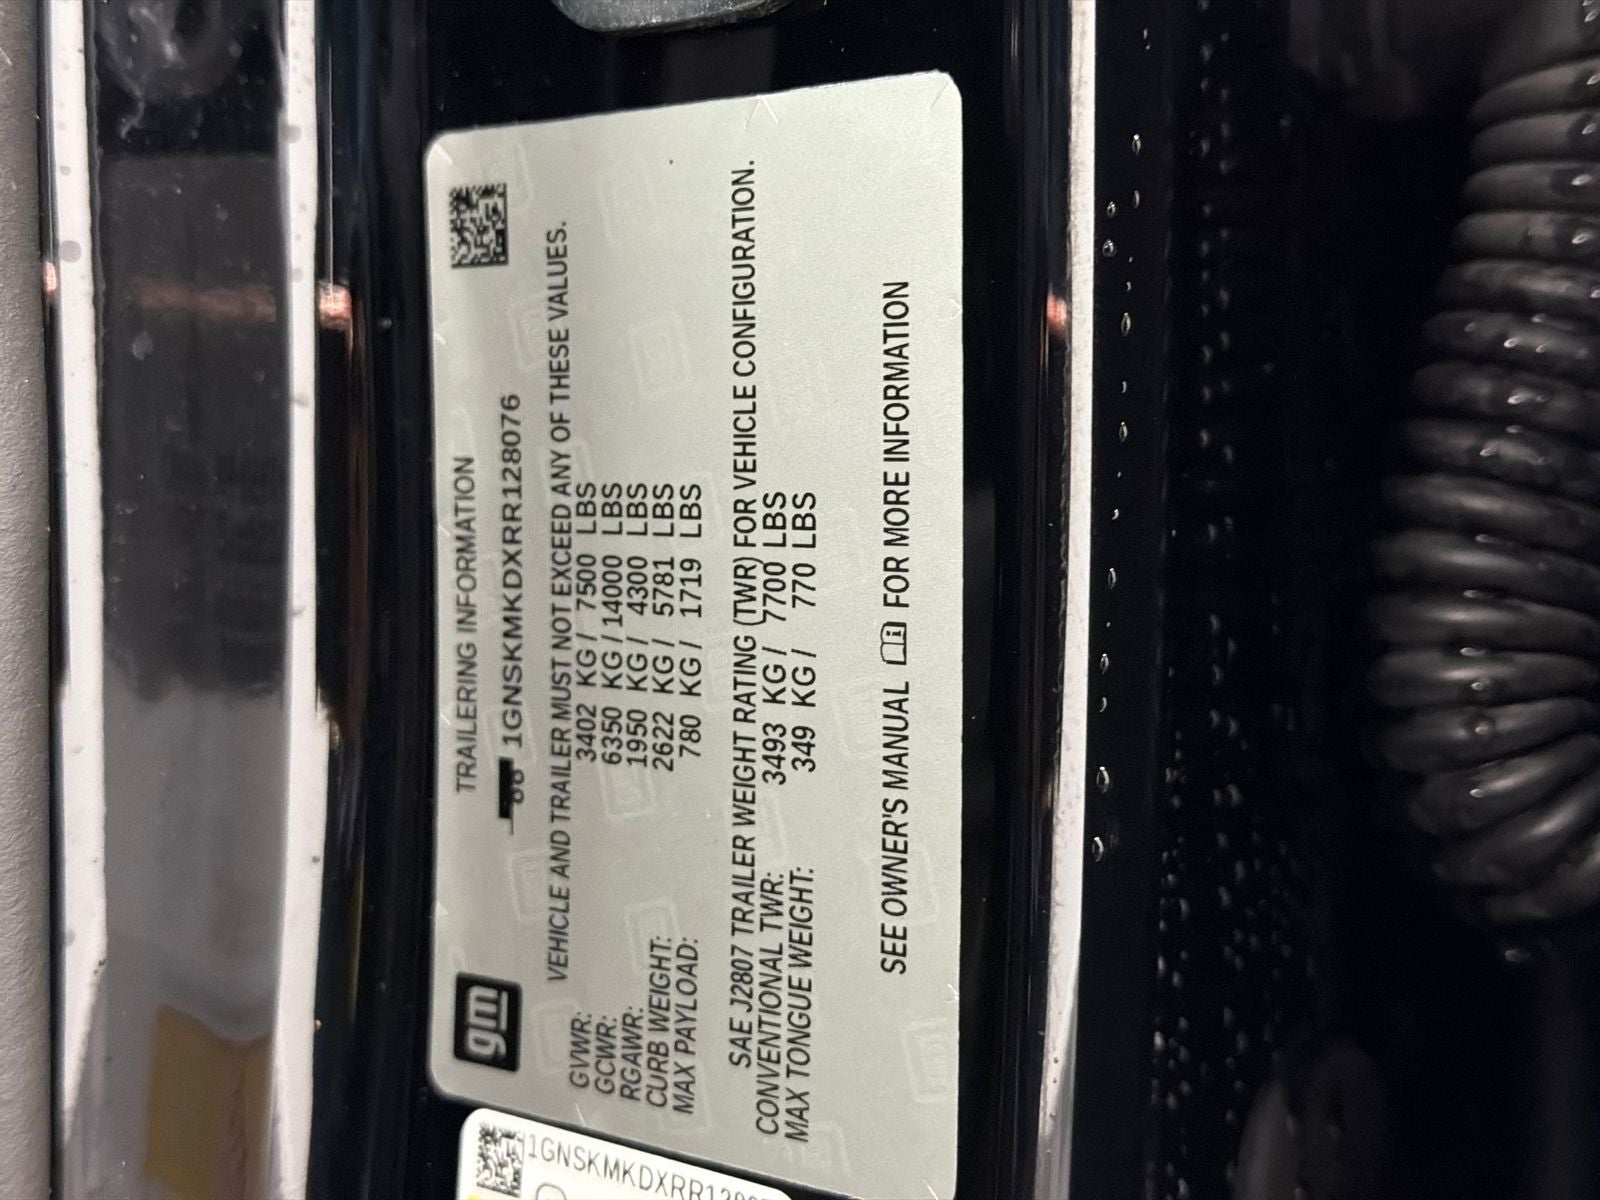 gm
TRAILERING INFORMATION
1GNSKMKDXRR128076
VEHICLE AND TRAILER MUST NOT EXCEED ANY OF THESE VALUES.
GVWR: 3402 KG / 7500 LBS
GCWR: 6350 KG / 14000 LBS
RGAWR: 1950 KG / 4300 LBS
CURB WEIGHT: 2622 KG / 5781 LBS
MAX PAYLOAD: 780 KG / 1719 LBS
SAE J2807 TRAILER WEIGHT RATING (TWR) FOR VEHICLE CONFIGURATION.
CONVENTIONAL TWR: 3493 KG / 7700 LBS
MAX TONGUE WEIGHT: 349 KG / 770 LBS
SEE OWNER'S MANUAL FOR MORE INFORMATION